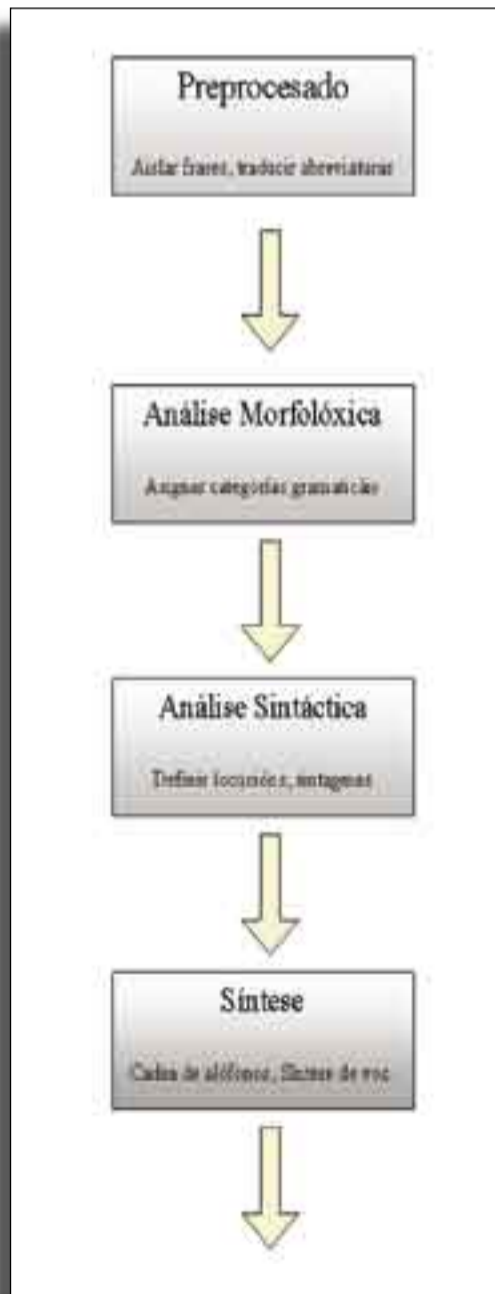 Preprocesado
Aislar frases, traducir abreviaturas
Análise Morfolóxica
Asignar categorías gramaticáis
Análise Sintáctica
Definir locucións, sintagmas
Síntese
Cadea de alófonos, Síntese de voz